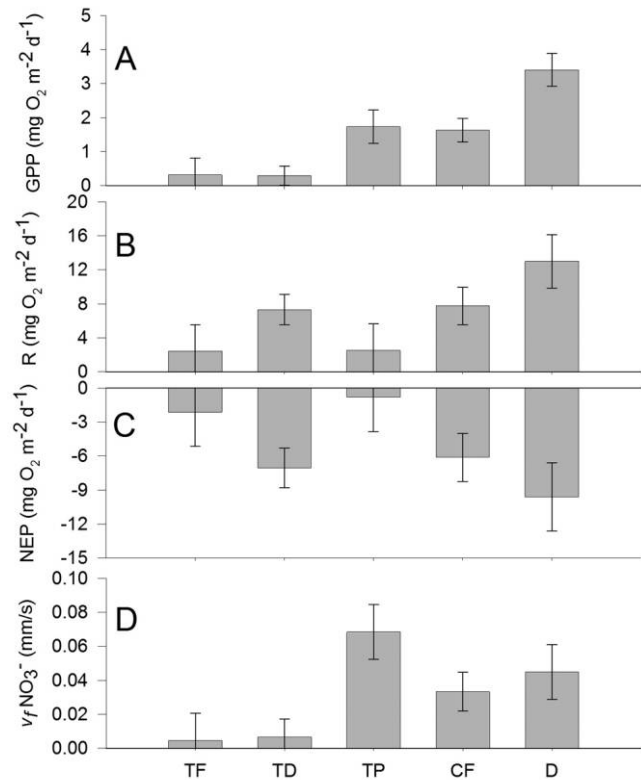 A
GPP (mg O₂ m⁻² d⁻¹)
5
4
3
2
1
0
B
R (mg O₂ m⁻² d⁻¹)
20
16
12
8
4
0
C
NEP (mg O₂ m⁻² d⁻¹)
0
-3
-6
-9
-12
-15
D
vf NO₃⁻ (mm/s)
0.10
0.08
0.06
0.04
0.02
0.00
TF TD TP CF D